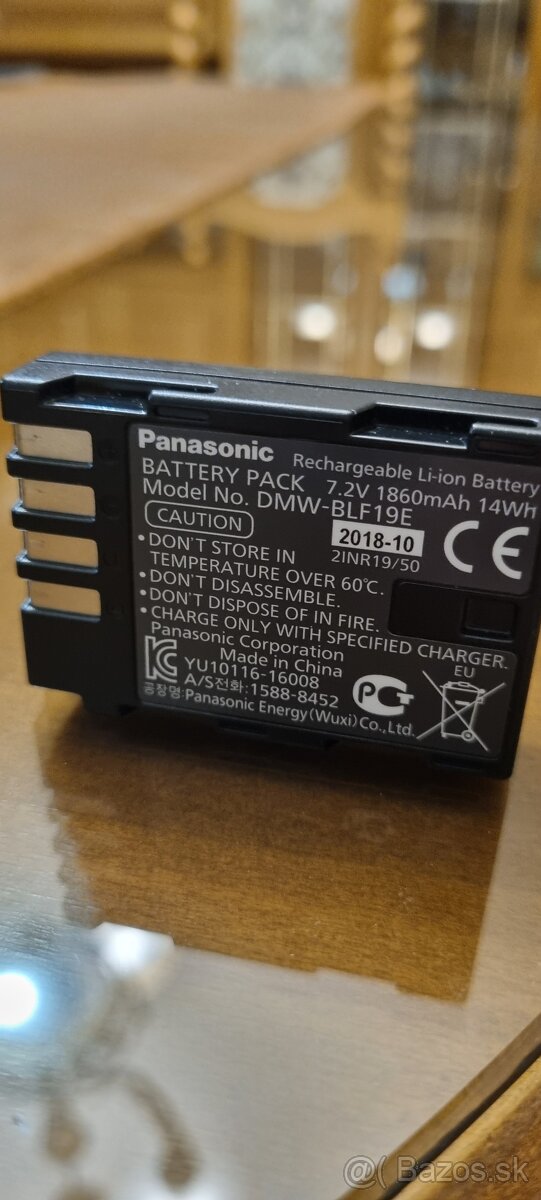 Panasonic Rechargeable Li-ion Battery
BATTERY PACK 7.2V 1860mAh 14Wh
Model No. DMW-BLF19E
CAUTION
2018-10
2INR19/50
CE
•DON'T STORE IN
TEMPERATURE OVER 60℃.
•DON'T DISASSEMBLE.
•DON'T DISPOSE OF IN FIRE.
•CHARGE ONLY WITH SPECIFIED CHARGER.
Panasonic Corporation
Made in China
EU
YU10116-16008
A/S전화:1588-8452
공장명:Panasonic Energy(Wuxi)Co.,Ltd.
@( Bazos.sk